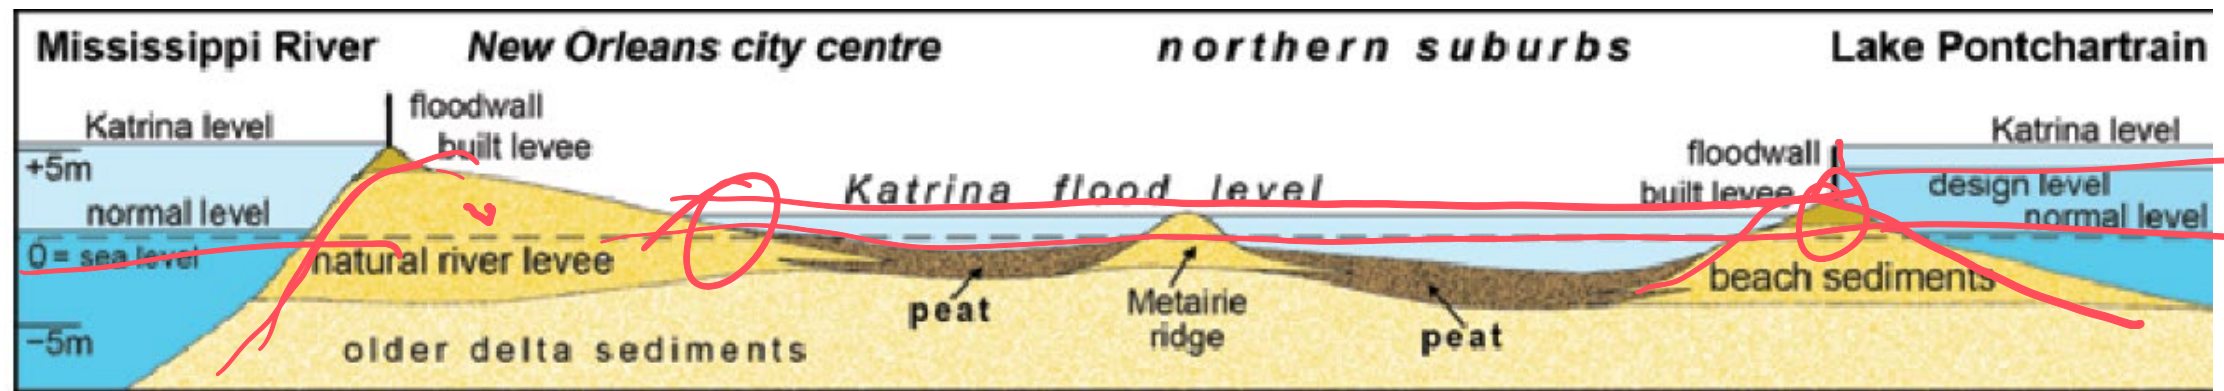 Mississippi River New Orleans city centre northern suburbs Lake Pontchartrain
floodwall
Katrina level
built levee
Katrina level
+5m
floodwall
Katrina flood level
built levee
design level
normal level
normal level
0 = sea level
natural river levee
beach sediments
peat
Metairie
ridge
peat
−5m
older delta sediments